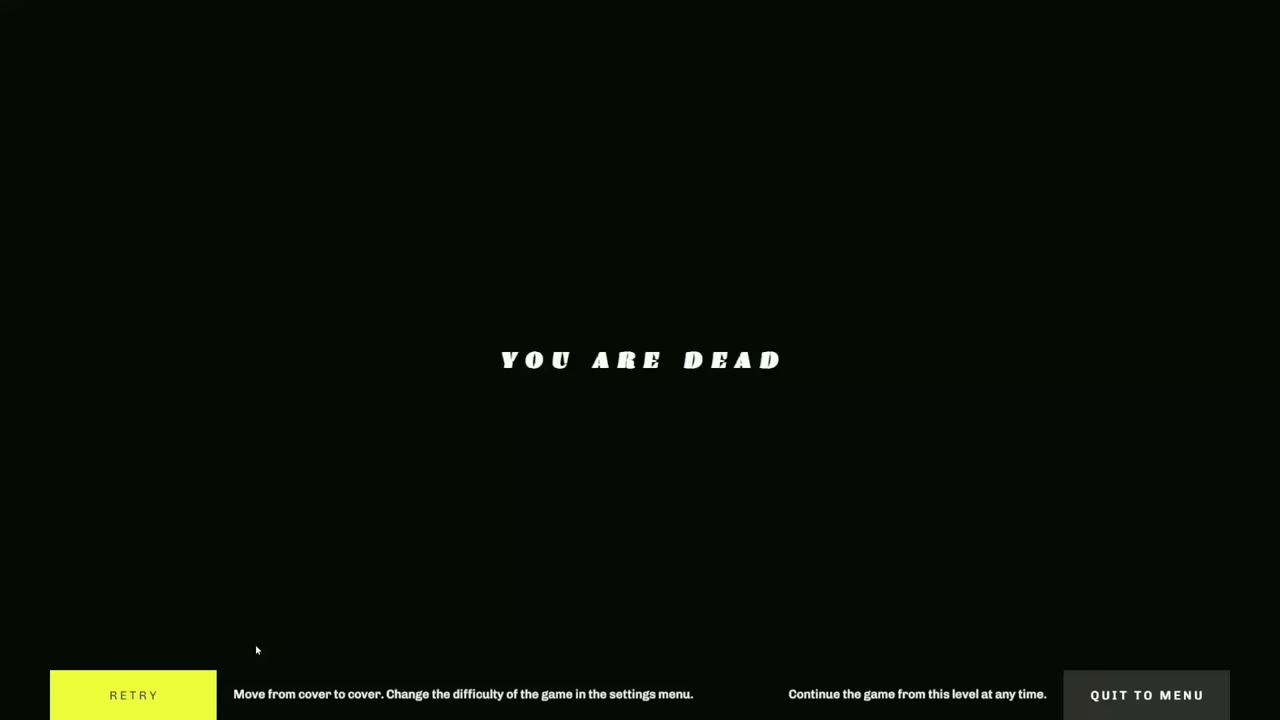 YOU ARE DEAD
RETRY
Move from cover to cover. Change the difficulty of the game in the settings menu.
Continue the game from this level at any time.
QUIT TO MENU